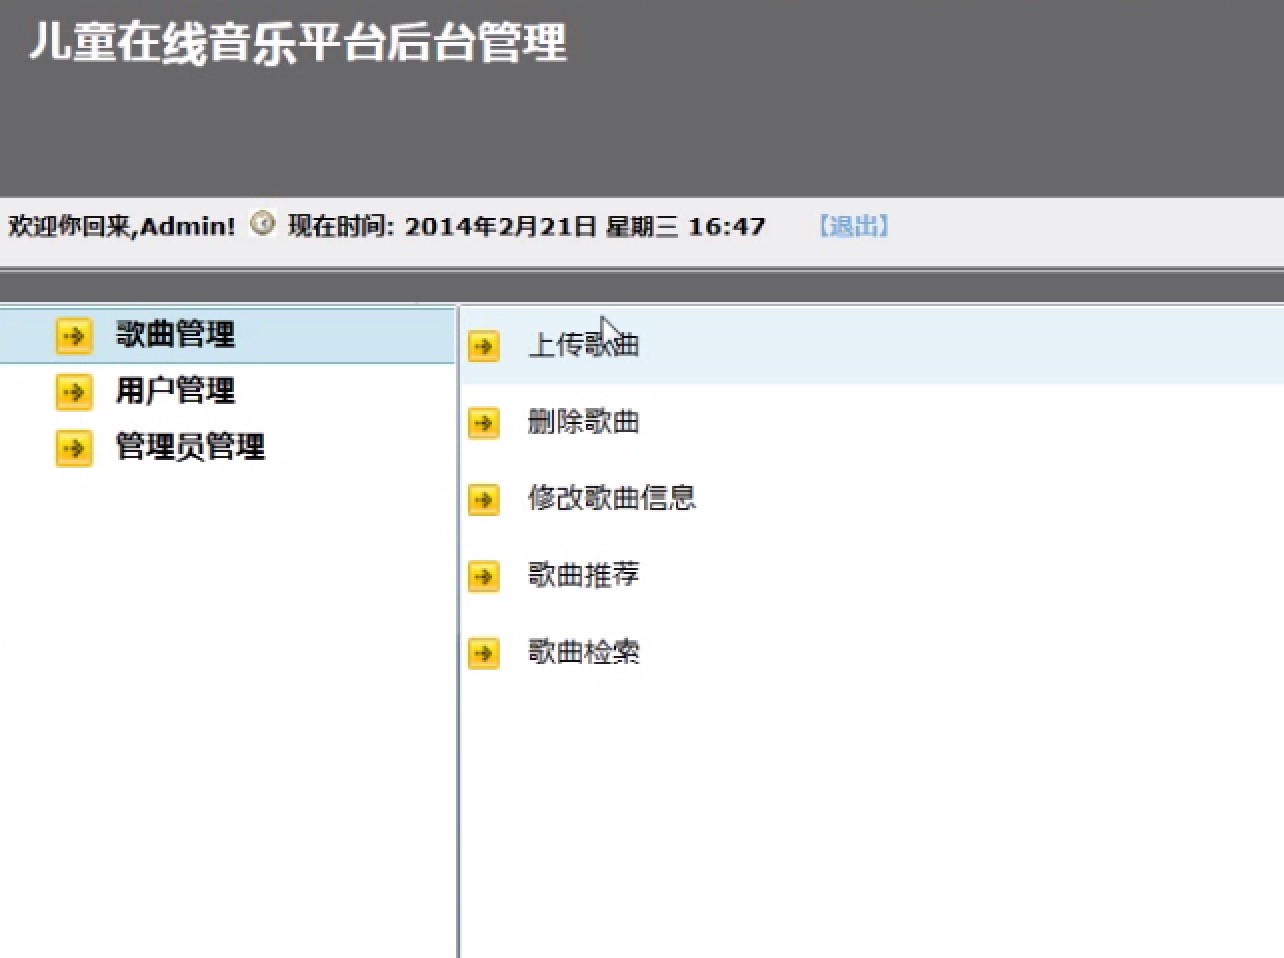 儿童在线音乐平台后台管理
欢迎你回来,Admin! 现在时间: 2014年2月21日 星期三 16:47 【退出】
歌曲管理
用户管理
管理员管理
上传歌曲
删除歌曲
修改歌曲信息
歌曲推荐
歌曲检索